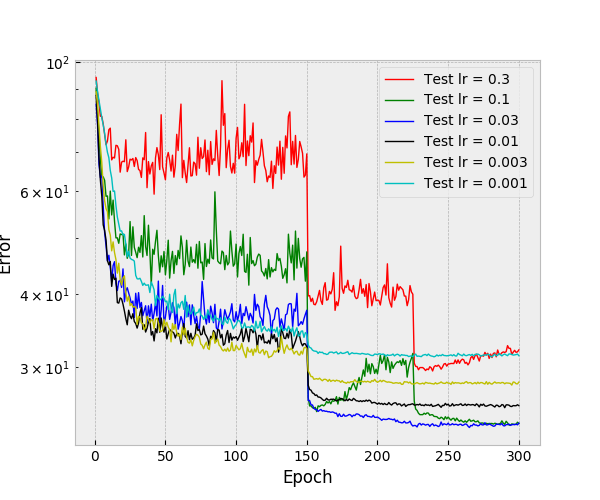 10²
6 × 10¹
4 × 10¹
3 × 10¹
Error
0 50 100 150 200 250 300
Epoch
Test lr = 0.3
Test lr = 0.1
Test lr = 0.03
Test lr = 0.01
Test lr = 0.003
Test lr = 0.001